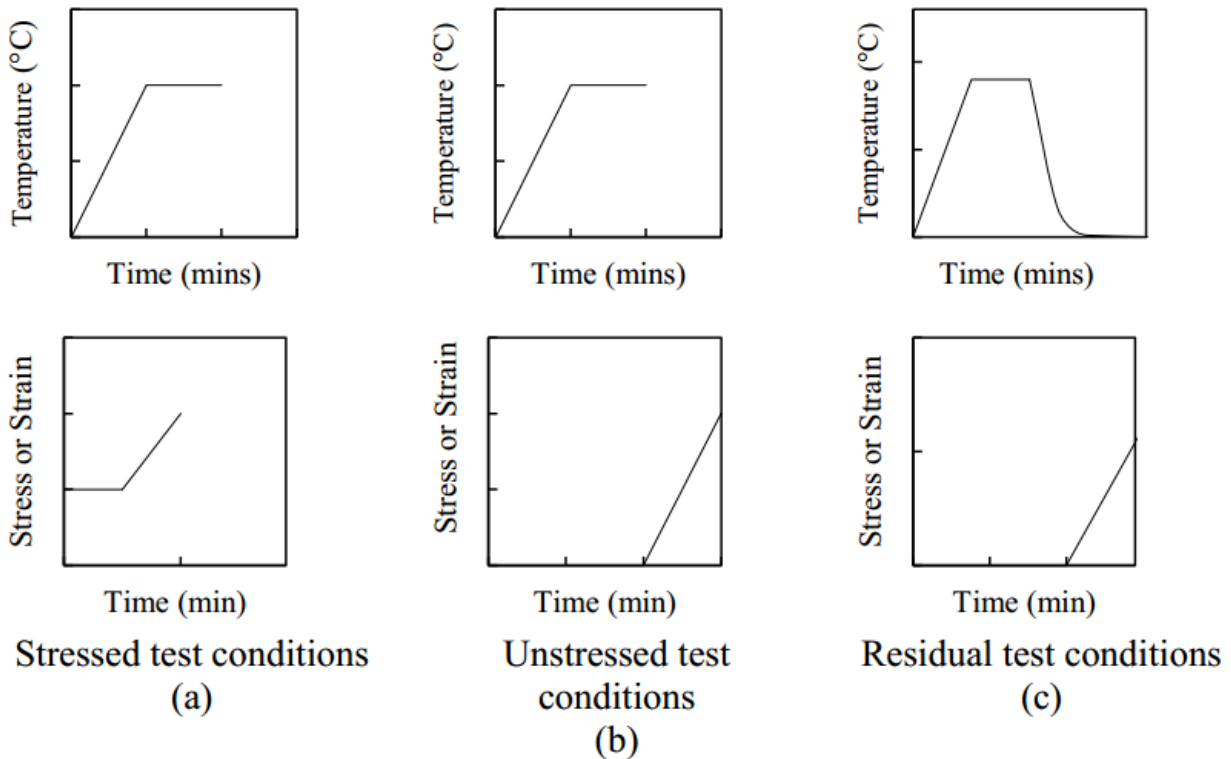 Temperature (°C)
Time (mins)
Temperature (°C)
Time (mins)
Temperature (°C)
Time (mins)
Stress or Strain
Time (min)
Stressed test conditions
(a)
Stress or Strain
Time (min)
Unstressed test
conditions
(b)
Stress or Strain
Time (min)
Residual test conditions
(c)